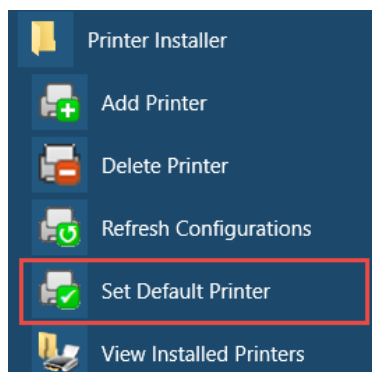 Printer Installer
Add Printer
Delete Printer
Refresh Configurations
Set Default Printer
View Installed Printers